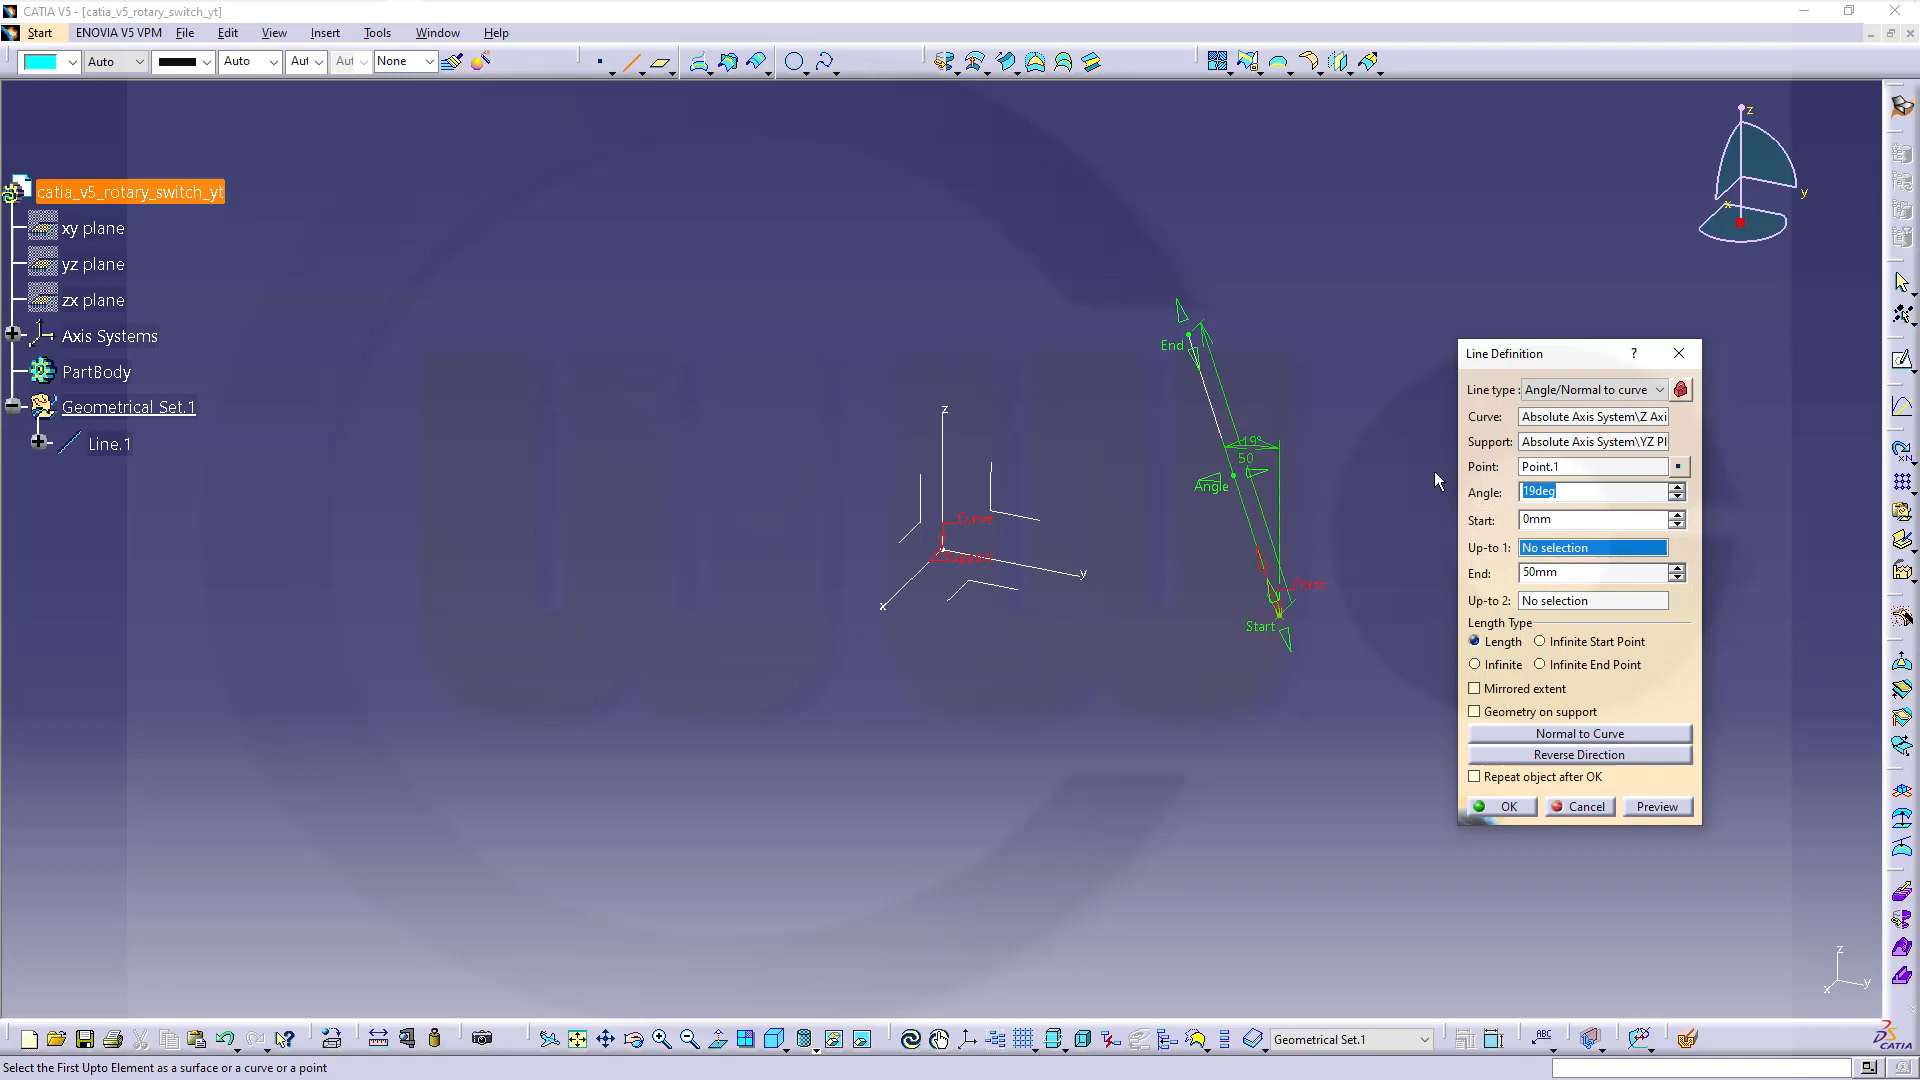 CATIA V5 - [catia_v5_rotary_switch_yt]
Start ENOVIA V5 VPM File Edit View Insert Tools Window Help
Auto Auto Aut Aut None
catia_v5_rotary_switch_yt
xy plane
yz plane
zx plane
Axis Systems
PartBody
Geometrical Set.1
Line.1
z
y
x
End
19°
50
Angle
Point
Start
z
Curve
Support
y
x
Line Definition ?
Line type : Angle/Normal to curve
Curve: Absolute Axis System\Z Axi
Support: Absolute Axis System\YZ Pl
Point: Point.1
Angle: 19deg
Start: 0mm
Up-to 1: No selection
End: 50mm
Up-to 2: No selection
Length Type
Length Infinite Start Point
Infinite Infinite End Point
Mirrored extent
Geometry on support
Normal to Curve
Reverse Direction
Repeat object after OK
OK Cancel Preview
z
x
y
Geometrical Set.1
ABC
CATIA
Select the First Upto Element as a surface or a curve or a point